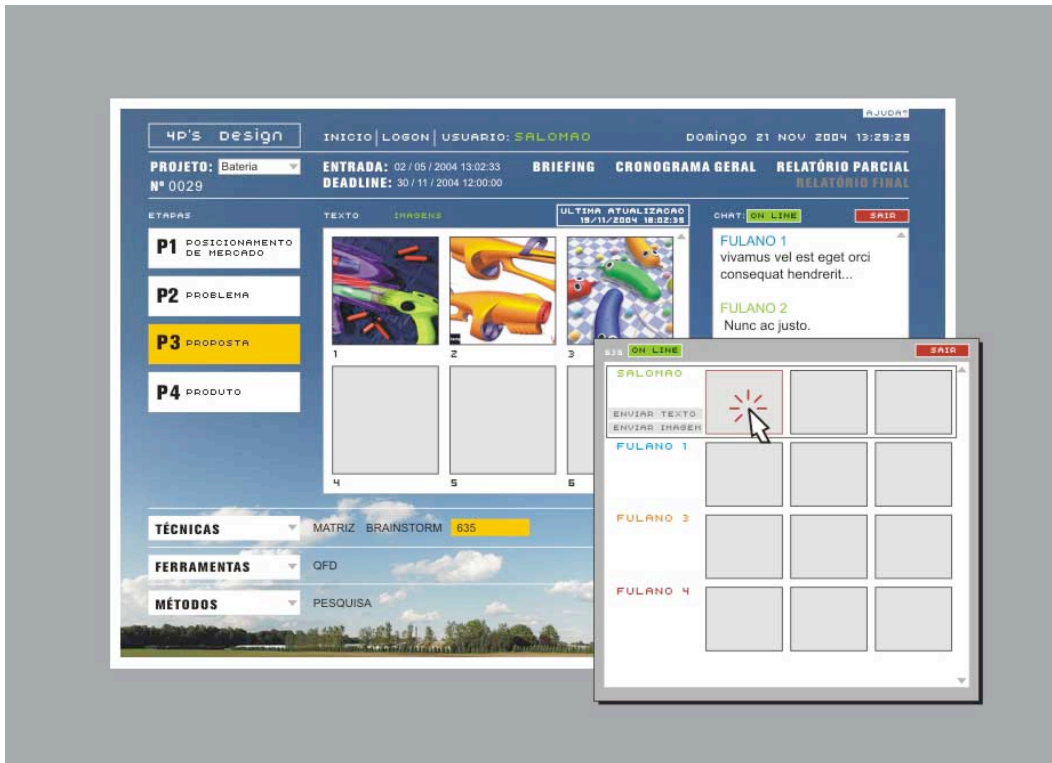 AJUDA?
4P's Design
INICIO | LOGON | USUARIO: SALOMAO
Domingo 21 NOV 2004 13:29:29
PROJETO: Bateria
Nº 0029
ENTRADA: 02 / 05 / 2004 13:02:33
DEADLINE: 30 / 11 / 2004 12:00:00
BRIEFING
CRONOGRAMA GERAL
RELATÓRIO PARCIAL
RELATÓRIO FINAL
ETAPAS
P1 POSICIONAMENTO
DE MERCADO
P2 PROBLEMA
P3 PROPOSTA
P4 PRODUTO
TEXTO
IMAGENS
ULTIMA ATUALIZACAO
19/11/2004 18:02:35
1
2
3
4
5
6
CHAT: ON LINE
SAIR
FULANO 1
vivamus vel est eget orci
consequat hendrerit...
FULANO 2
Nunc ac justo.
635 ON LINE
SAIR
SALOMAO
ENVIAR TEXTO
ENVIAR IMAGEM
FULANO 1
FULANO 3
FULANO 4
TÉCNICAS
MATRIZ BRAINSTORM 635
FERRAMENTAS
QFD
MÉTODOS
PESQUISA